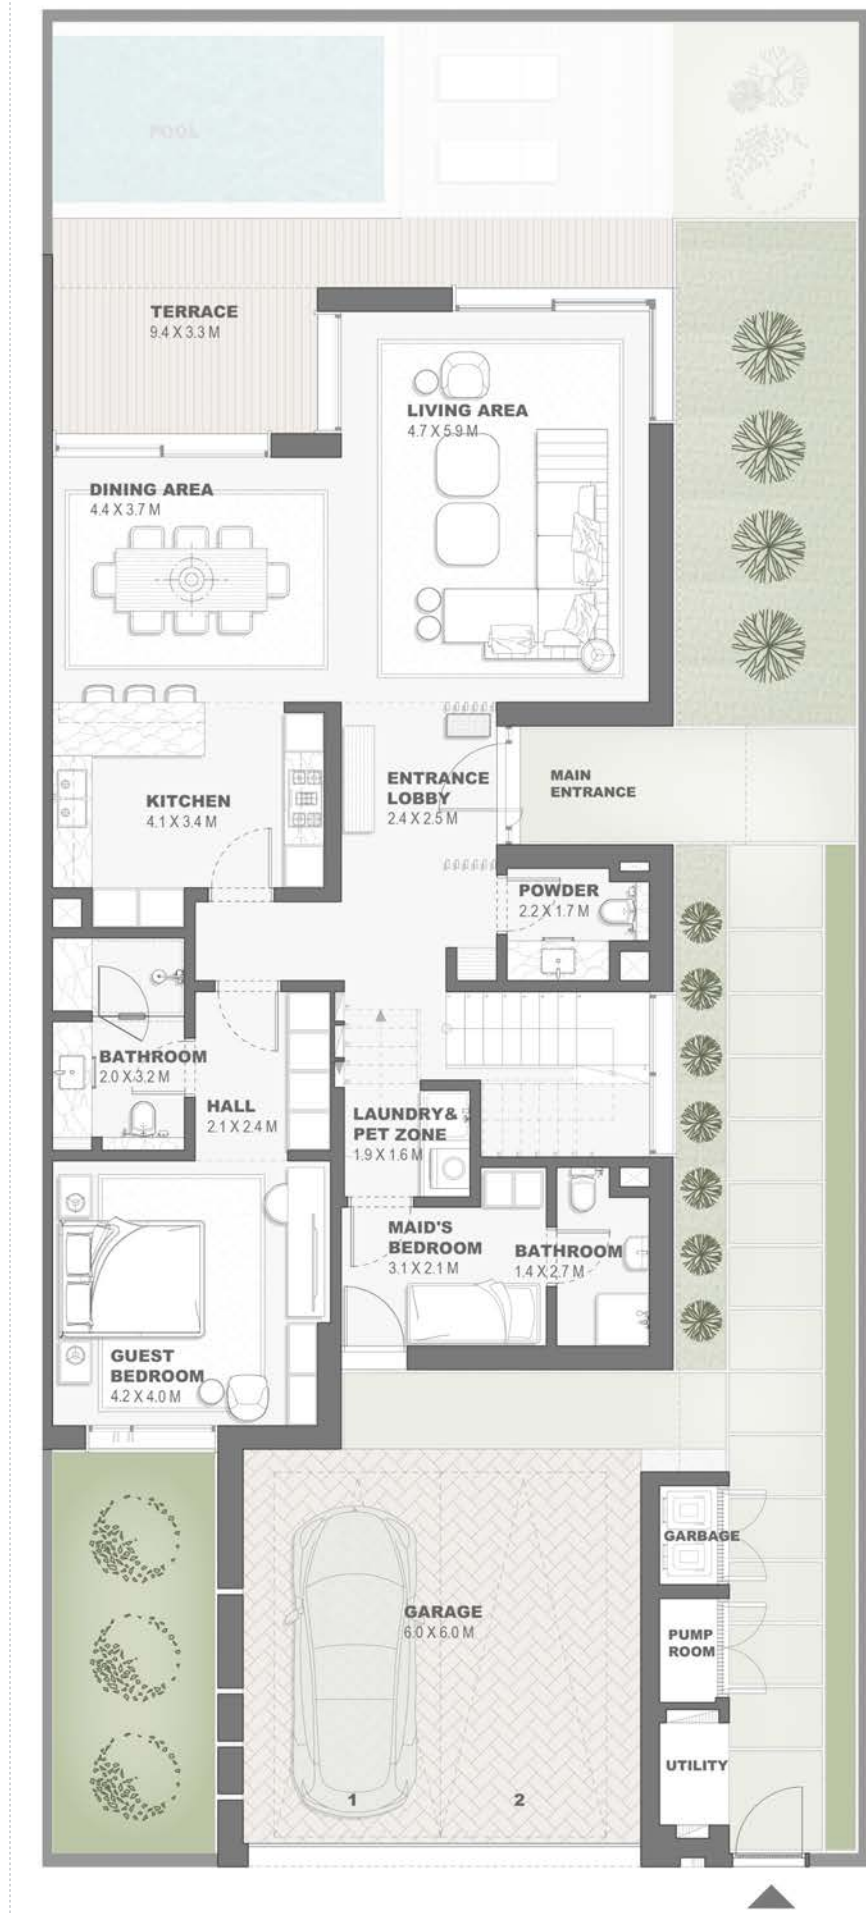 POOL
TERRACE
9.4 X 3.3 M
LIVING AREA
4.7 X 5.9 M
DINING AREA
4.4 X 3.7 M
KITCHEN
4.1 X 3.4 M
ENTRANCE
LOBBY
2.4 X 2.5 M
MAIN
ENTRANCE
POWDER
2.2 X 1.7 M
BATHROOM
2.0 X 3.2 M
HALL
2.1 X 2.4 M
LAUNDRY &
PET ZONE
1.9 X 1.6 M
MAID'S
BEDROOM
3.1 X 2.1 M
BATHROOM
1.4 X 2.7 M
GUEST
BEDROOM
4.2 X 4.0 M
GARBAGE
GARAGE
6.0 X 6.0 M
PUMP
ROOM
UTILITY
1
2